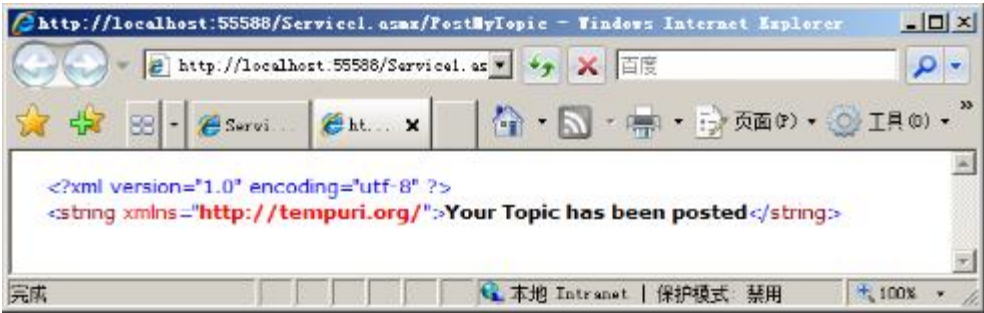 http://localhost:55588/Service1.asmx/PostMyTopic - Windows Internet Explorer
http://localhost:55588/Service1.as
百度
Servi...
ht...
页面(P)
工具(O)
»
<?xml version="1.0" encoding="utf-8" ?>
<string xmlns="http://tempuri.org/">Your Topic has been posted</string>
完成
本地 Intranet | 保护模式: 禁用
100%